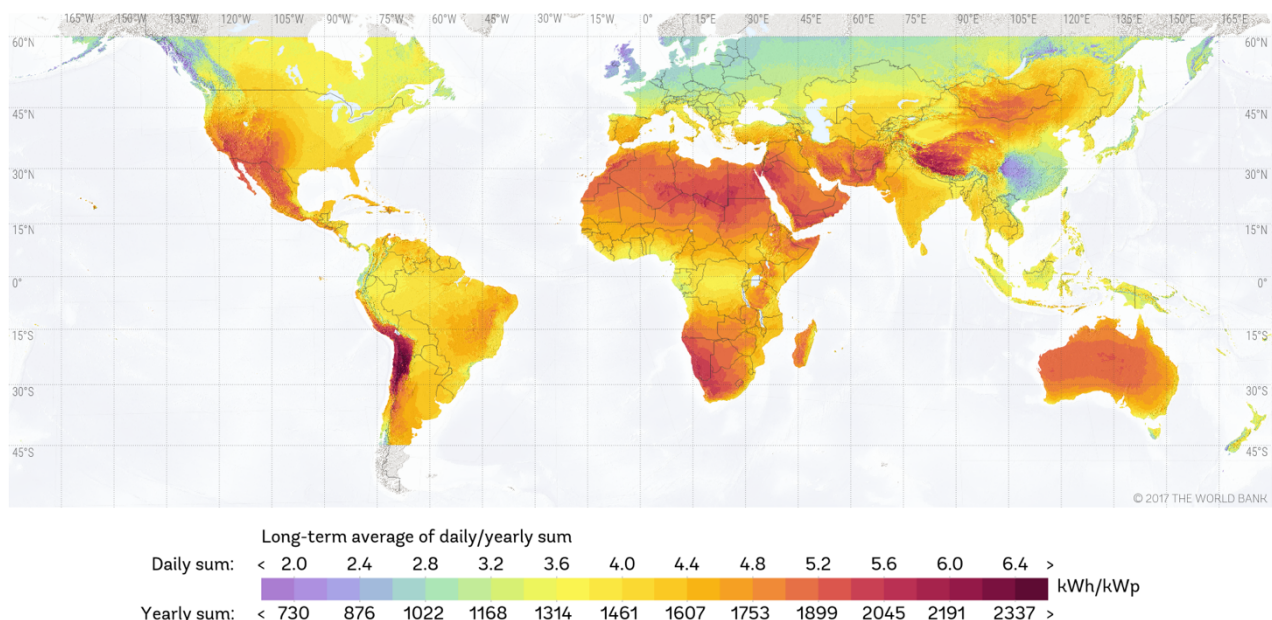 165°W 150°W 135°W 120°W 105°W 90°W 75°W 60°W 45°W 30°W 15°W 0° 15°E 30°E 45°E 60°E 75°E 90°E 105°E 120°E 135°E 150°E 165°E
60°N 60°N
45°N 45°N
30°N 30°N
15°N 15°N
0° 0°
15°S 15°S
30°S 30°S
45°S 45°S
© 2017 THE WORLD BANK
Long-term average of daily/yearly sum
Daily sum: < 2.0 2.4 2.8 3.2 3.6 4.0 4.4 4.8 5.2 5.6 6.0 6.4 >
kWh/kWp
Yearly sum: < 730 876 1022 1168 1314 1461 1607 1753 1899 2045 2191 2337 >